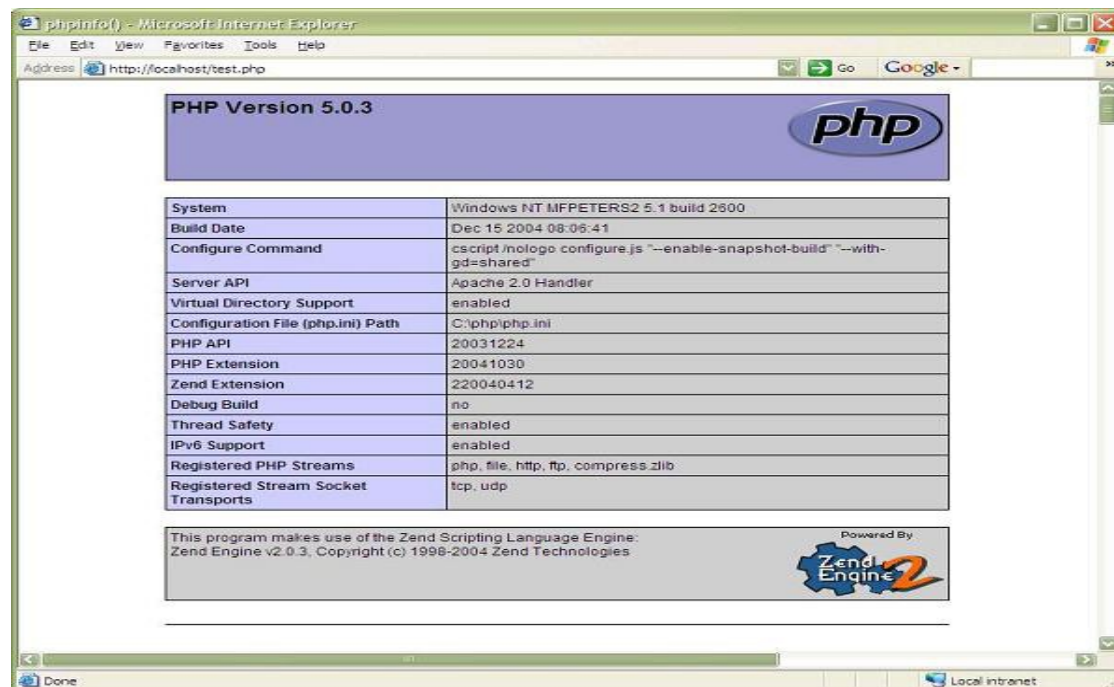 phpinfo() - Microsoft Internet Explorer
File Edit View Favorites Tools Help
Address http://localhost/test.php Go Google
PHP Version 5.0.3
php
System Windows NT MFPETERS2 5.1 build 2600
Build Date Dec 15 2004 08:06:41
Configure Command cscript /nologo configure.js "--enable-snapshot-build" "--with-
gd=shared"
Server API Apache 2.0 Handler
Virtual Directory Support enabled
Configuration File (php.ini) Path C:\php\php.ini
PHP API 20031224
PHP Extension 20041030
Zend Extension 220040412
Debug Build no
Thread Safety enabled
IPv6 Support enabled
Registered PHP Streams php, file, http, ftp, compress.zlib
Registered Stream Socket
Transports tcp, udp
This program makes use of the Zend Scripting Language Engine:
Zend Engine v2.0.3, Copyright (c) 1998-2004 Zend Technologies
Powered By
Zend
Engine 2
Done Local intranet